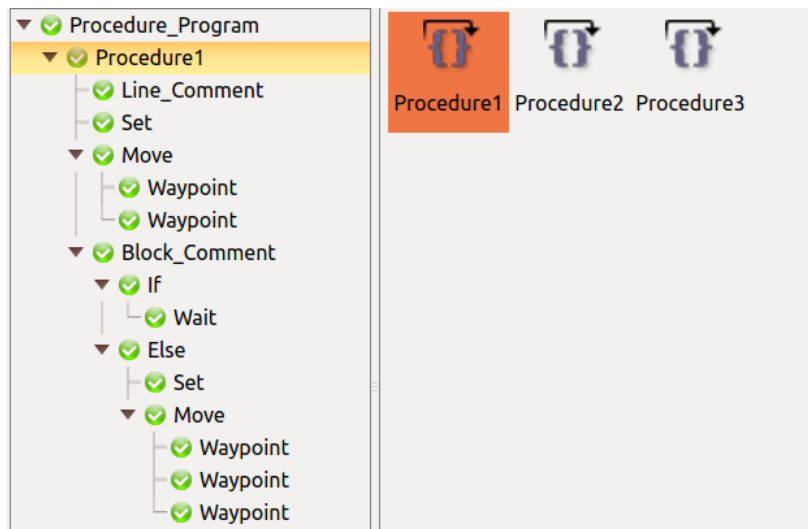 Procedure_Program
Procedure1
Line_Comment
Set
Move
Waypoint
Waypoint
Block_Comment
If
Wait
Else
Set
Move
Waypoint
Waypoint
Waypoint
Procedure1 Procedure2 Procedure3